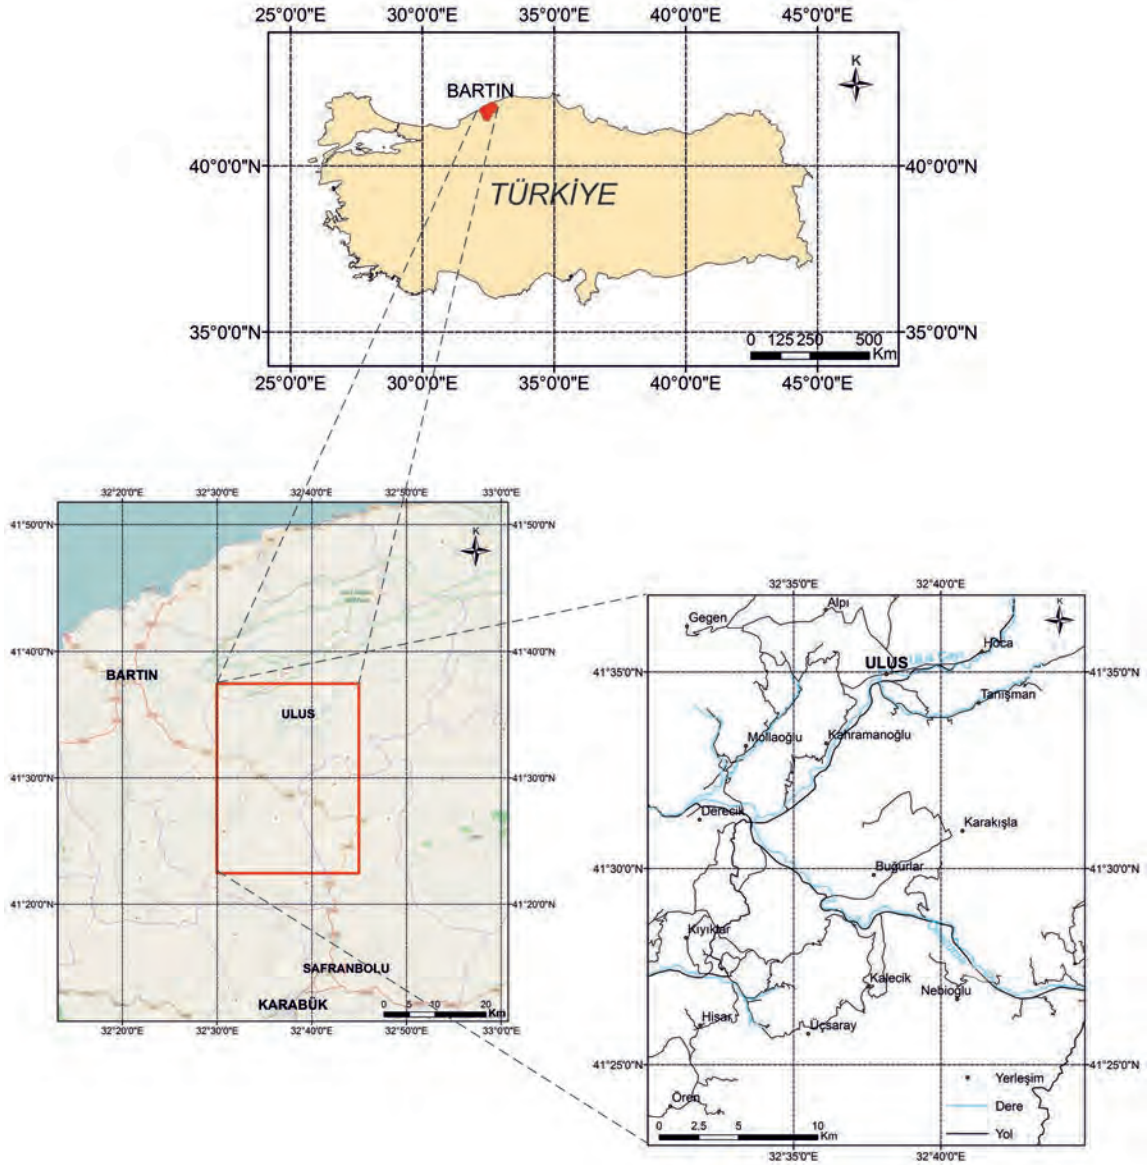 25°0'0"E 30°0'0"E 35°0'0"E 40°0'0"E 45°0'0"E
K
BARTIN
40°0'0"N 40°0'0"N
TÜRKİYE
35°0'0"N 35°0'0"N
0 125 250 500
Km
25°0'0"E 30°0'0"E 35°0'0"E 40°0'0"E 45°0'0"E
32°20'0"E 32°30'0"E 32°40'0"E 32°50'0"E 33°0'0"E
41°50'0"N 41°50'0"N
K
41°40'0"N 41°40'0"N
BARTIN
ULUS
41°30'0"N 41°30'0"N
41°20'0"N 41°20'0"N
SAFRANBOLU
KARABÜK
0 5 10 20
Km
32°20'0"E 32°30'0"E 32°40'0"E 32°50'0"E 33°0'0"E
32°35'0"E 32°40'0"E
K
Alpı
Gegen
Hoca
ULUS
Ulus Çayı
41°35'0"N 41°35'0"N
Tanışman
Mollaoğlu
Kahramanoğlu
Derecik
Karakışla
41°30'0"N 41°30'0"N
Buğurlar
Kıyıklar
Kalecik
Nebioğlu
Hisar
Üçsaray
41°25'0"N 41°25'0"N
Yerleşim
Ören
Dere
0 2.5 5 10
Km
Yol
32°35'0"E 32°40'0"E